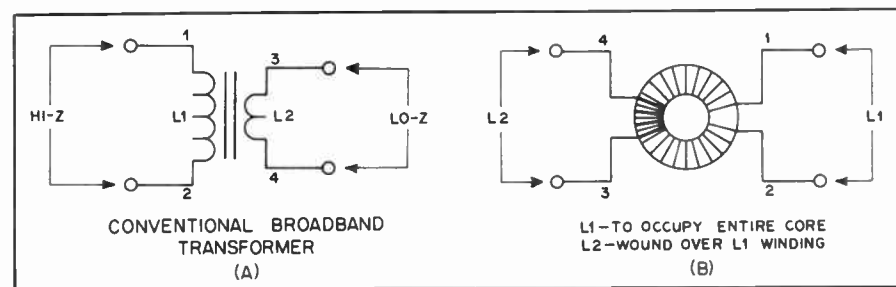 1
3
HI-Z
L1
L2
LO-Z
2
4
CONVENTIONAL BROADBAND
TRANSFORMER
(A)
4
1
L2
L1
3
2
L1-TO OCCUPY ENTIRE CORE
L2-WOUND OVER L1 WINDING
(B)